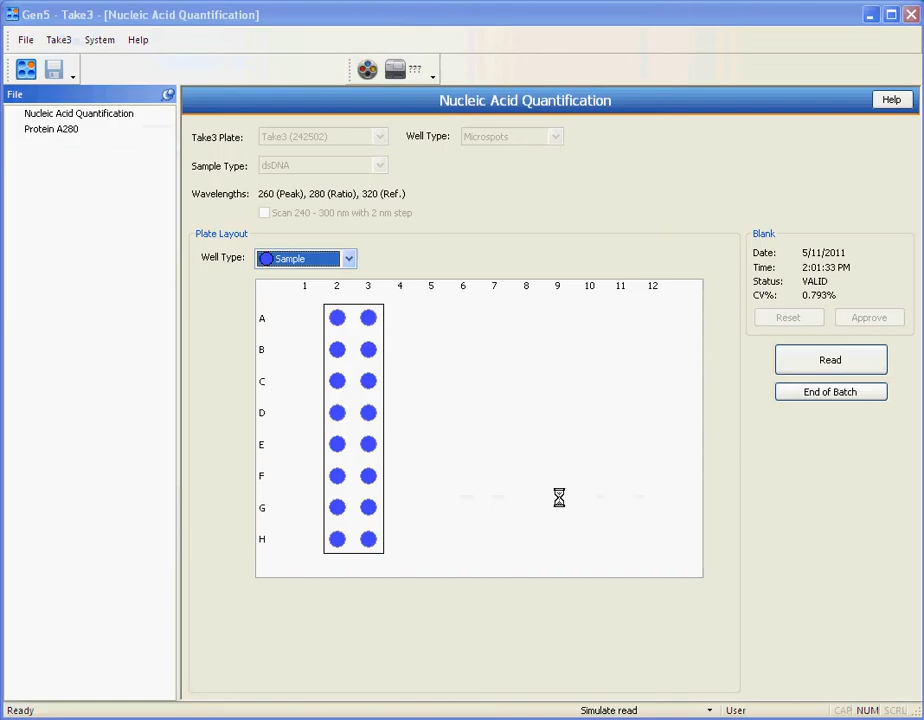 Gen5 - Take3 - [Nucleic Acid Quantification]
File Take3 System Help
???
File
Nucleic Acid Quantification
Protein A280
Nucleic Acid Quantification
Help
Take3 Plate: Take3 (242502) Well Type: Microspots
Sample Type: dsDNA
Wavelengths: 260 (Peak), 280 (Ratio), 320 (Ref.)
Scan 240 - 300 nm with 2 nm step
Plate Layout
Well Type: Sample
1 2 3 4 5 6 7 8 9 10 11 12
A
B
C
D
E
F
G
H
Blank
Date: 5/11/2011
Time: 2:01:33 PM
Status: VALID
CV%: 0.793%
Reset Approve
Read
End of Batch
Ready Simulate read User CAP NUM SCRL